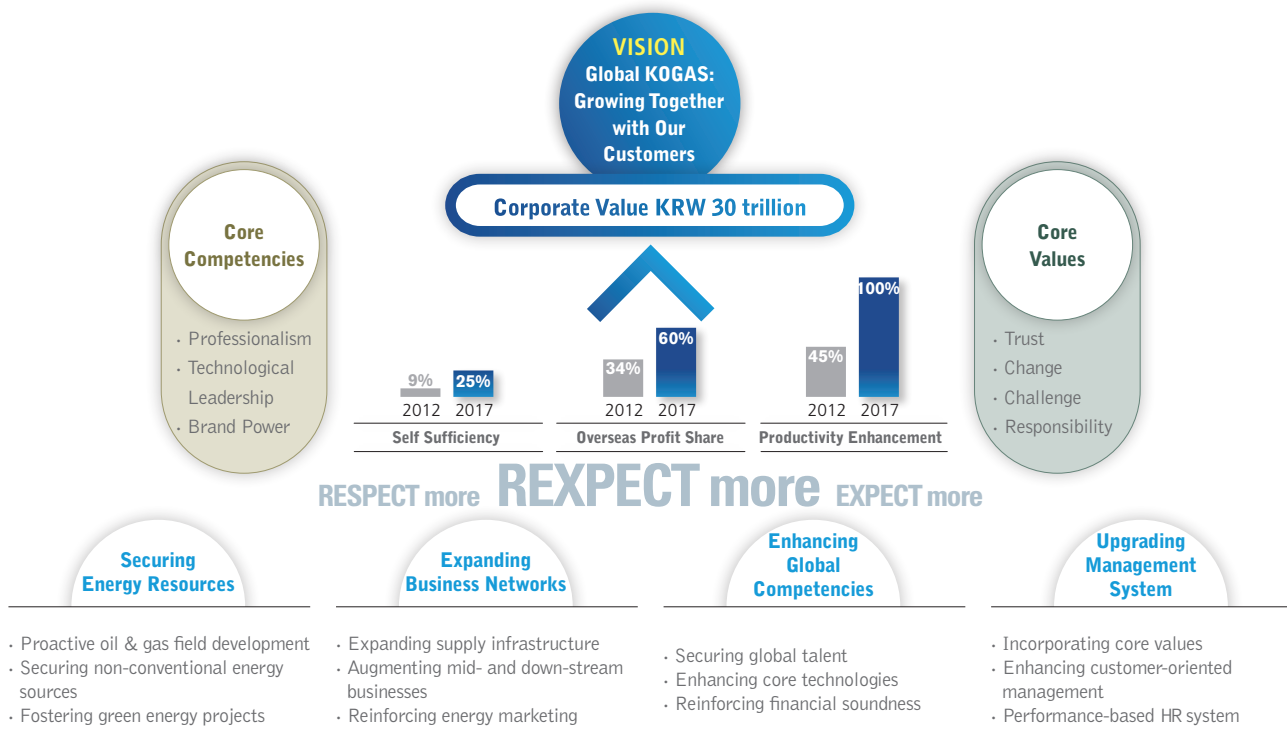 VISION
Global KOGAS:
Growing Together
with Our
Customers
Corporate Value KRW 30 trillion
Core
Competencies
· Professionalism
· Technological
Leadership
· Brand Power
9%
25%
2012 2017
Self Sufficiency
34%
60%
2012 2017
Overseas Profit Share
45%
100%
2012 2017
Productivity Enhancement
Core
Values
· Trust
· Change
· Challenge
· Responsibility
RESPECT more REXPECT more EXPECT more
Securing
Energy Resources
· Proactive oil & gas field development
· Securing non-conventional energy
sources
· Fostering green energy projects
Expanding
Business Networks
· Expanding supply infrastructure
· Augmenting mid- and down-stream
businesses
· Reinforcing energy marketing
Enhancing
Global
Competencies
· Securing global talent
· Enhancing core technologies
· Reinforcing financial soundness
Upgrading
Management
System
· Incorporating core values
· Enhancing customer-oriented
management
· Performance-based HR system